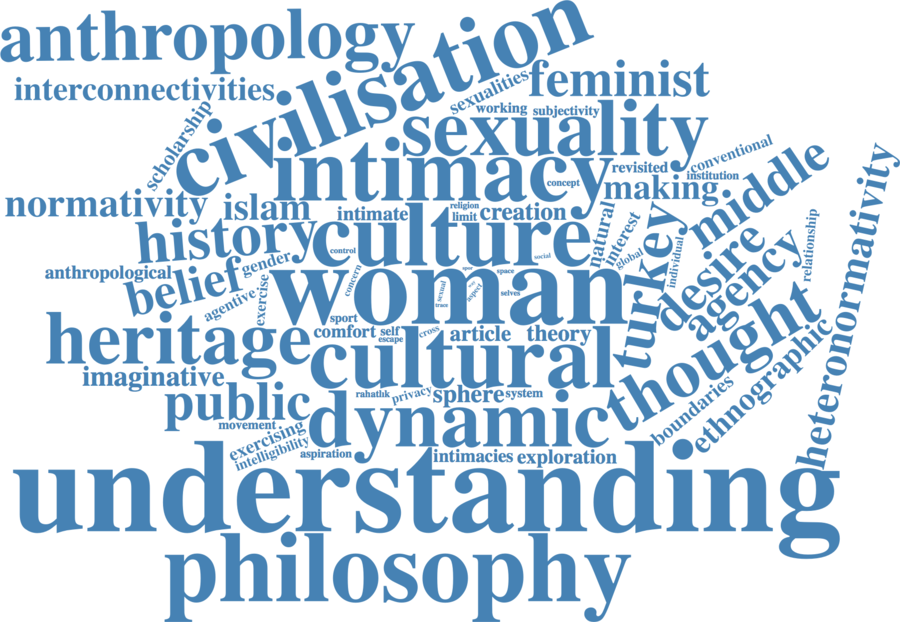 anthropology
civilisation
interconnectivities
feminist
sexualities
working
subjectivity
scholarship
sexuality
intimacy
concept
revisited
conventional
institution
making
middle
normativity
islam
intimate
religion
limit
creation
natural
interest
history
culture
control
social
global
turkey
individual
desire
relationship
heteronormativity
anthropological
belief
gender
agentive
exercise
concern
woman
spor
space
sexual
way
aspect
selves
trace
agency
heritage
sport
comfort
self
escape
cross
article
theory
thought
imaginative
cultural
ethnographic
public
rahatlık
privacy
sphere
system
boundaries
movement
dynamic
exercising
intelligibility
aspiration
intimacies
exploration
understanding
philosophy